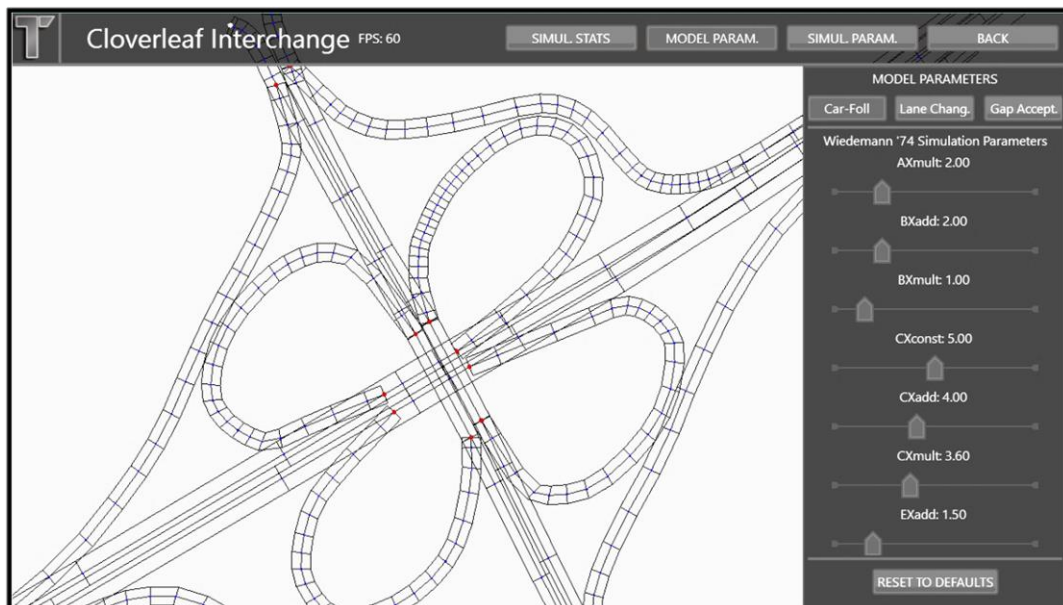 T Cloverleaf Interchange FPS: 60 SIMUL. STATS MODEL PARAM. SIMUL. PARAM. BACK
MODEL PARAMETERS
Car-Foll Lane Chang. Gap Accept.
Wiedemann '74 Simulation Parameters
AXmult: 2.00
BXadd: 2.00
BXmult: 1.00
CXconst: 5.00
CXadd: 4.00
CXmult: 3.60
EXadd: 1.50
RESET TO DEFAULTS